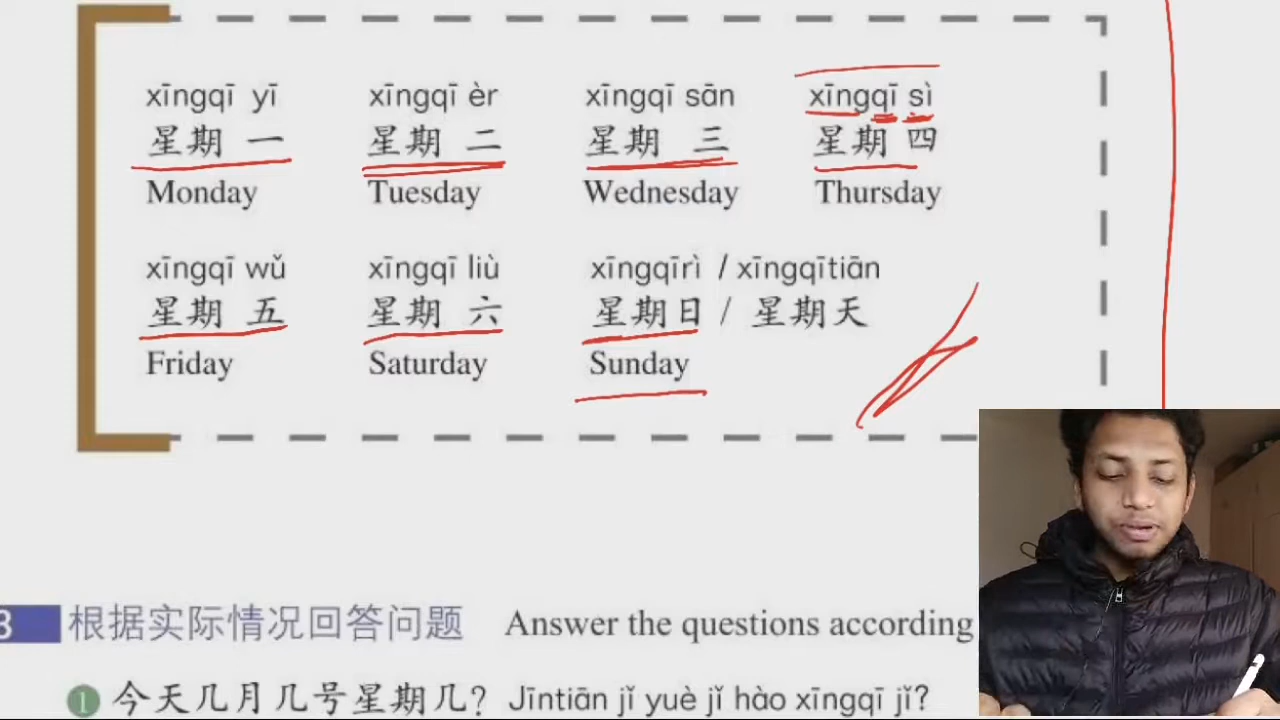 xīngqī yī xīngqī èr xīngqī sān xīngqī sì
星期 一 星期 二 星期 三 星期 四
Monday Tuesday Wednesday Thursday
xīngqī wǔ xīngqī liù xīngqīrì / xīngqītiān
星期 五 星期 六 星期日 / 星期天
Friday Saturday Sunday
3 根据实际情况回答问题 Answer the questions according
1 今天几月几号星期几? Jīntiān jǐ yuè jǐ hào xīngqī jǐ?